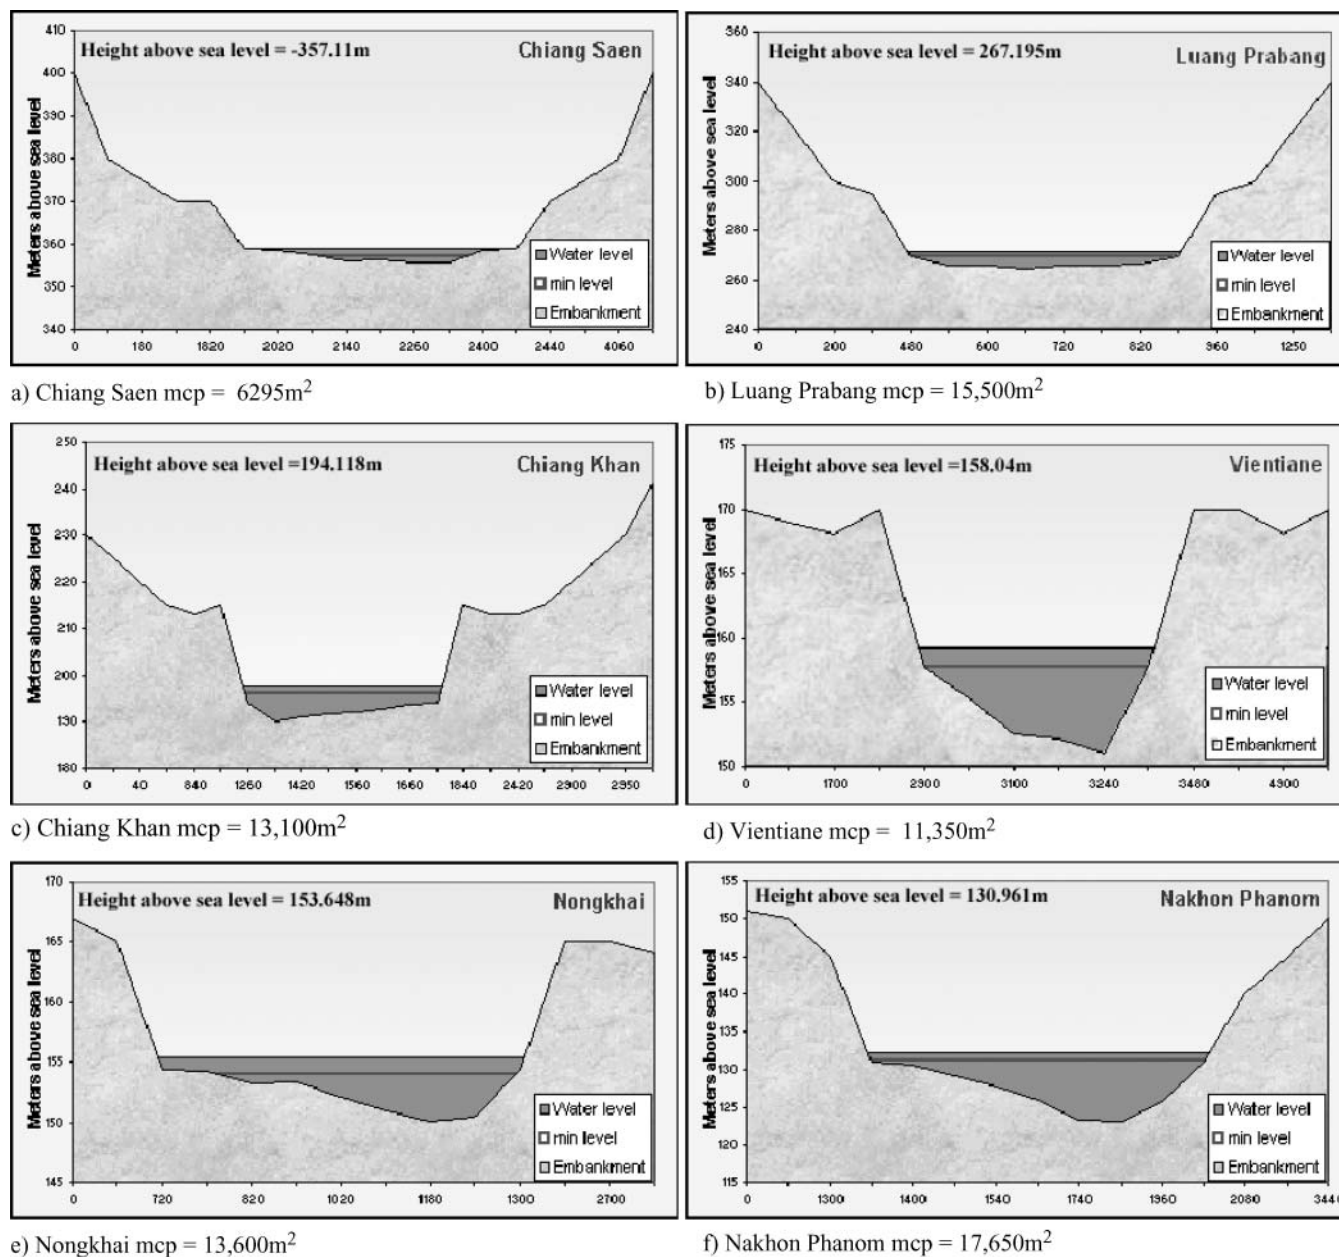 Height above sea level = -357.11m
Chiang Saen
Meters above sea level
410
400
390
380
370
360
350
340
0 180 1820 2020 2140 2260 2400 2440 4060
Water level
min level
Embankment
a) Chiang Saen mcp = 6295m²
Height above sea level = 267.195m
Luang Prabang
Meters above sea level
360
340
320
300
280
260
240
0 200 480 600 720 820 960 1250
Water level
min level
Embankment
b) Luang Prabang mcp = 15,500m²
Height above sea level =194.118m
Chiang Khan
Meters above sea level
250
240
230
220
210
200
190
180
0 40 840 1260 1420 1560 1660 1840 2420 2900 2950
Water level
min level
Embankment
c) Chiang Khan mcp = 13,100m²
Height above sea level =158.04m
Vientiane
Meters above sea level
175
170
165
160
155
150
0 1700 2900 3100 3240 3480 4300
Water level
min level
Embankment
d) Vientiane mcp = 11,350m²
Height above sea level = 153.648m
Nongkhai
Meters above sea level
170
165
160
155
150
145
0 720 820 1020 1180 1300 2700
Water level
min level
Embankment
e) Nongkhai mcp = 13,600m²
Height above sea level = 130.961m
Nakhon Phanom
Meters above sea level
155
150
145
140
135
130
125
120
115
0 1300 1400 1540 1740 1960 2080 3440
Water level
min level
Embankment
f) Nakhon Phanom mcp = 17,650m²